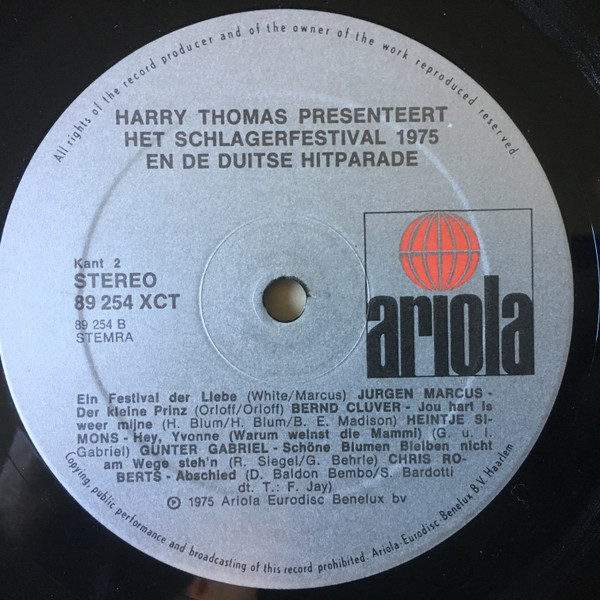 All rights of the record producer and of the owner of the work reproduced reserved
HARRY THOMAS PRESENTEERT
HET SCHLAGERFESTIVAL 1975
EN DE DUITSE HITPARADE
Kant 2
STEREO
89 254 XCT
89 254 B
STEMRA
ariola
Ein Festival der Liebe (White/Marcus) JURGEN MARCUS -
Der kleine Prinz (Orloff/Orloff) BERND CLUVER - Jou hart is
weer mijne (H. Blum/H. Blum/B. E. Madison) HEINTJE SI-
MONS - Hey, Yvonne (Warum weinst die Mammi) (G. u. I.
Gabriel) GUNTER GABRIEL - Schöne Blumen Bleiben nicht
am Wege steh'n (R. Siegel/G. Behrle) CHRIS RO-
BERTS - Abschied (D. Baldon Bembo/S. Bardotti
dt. T.: F. Jay)
℗ 1975 Ariola Eurodisc Benelux bv
Copying, public performance and broadcasting of this record prohibited. Ariola-Eurodisc Benelux B.V. Haarlem